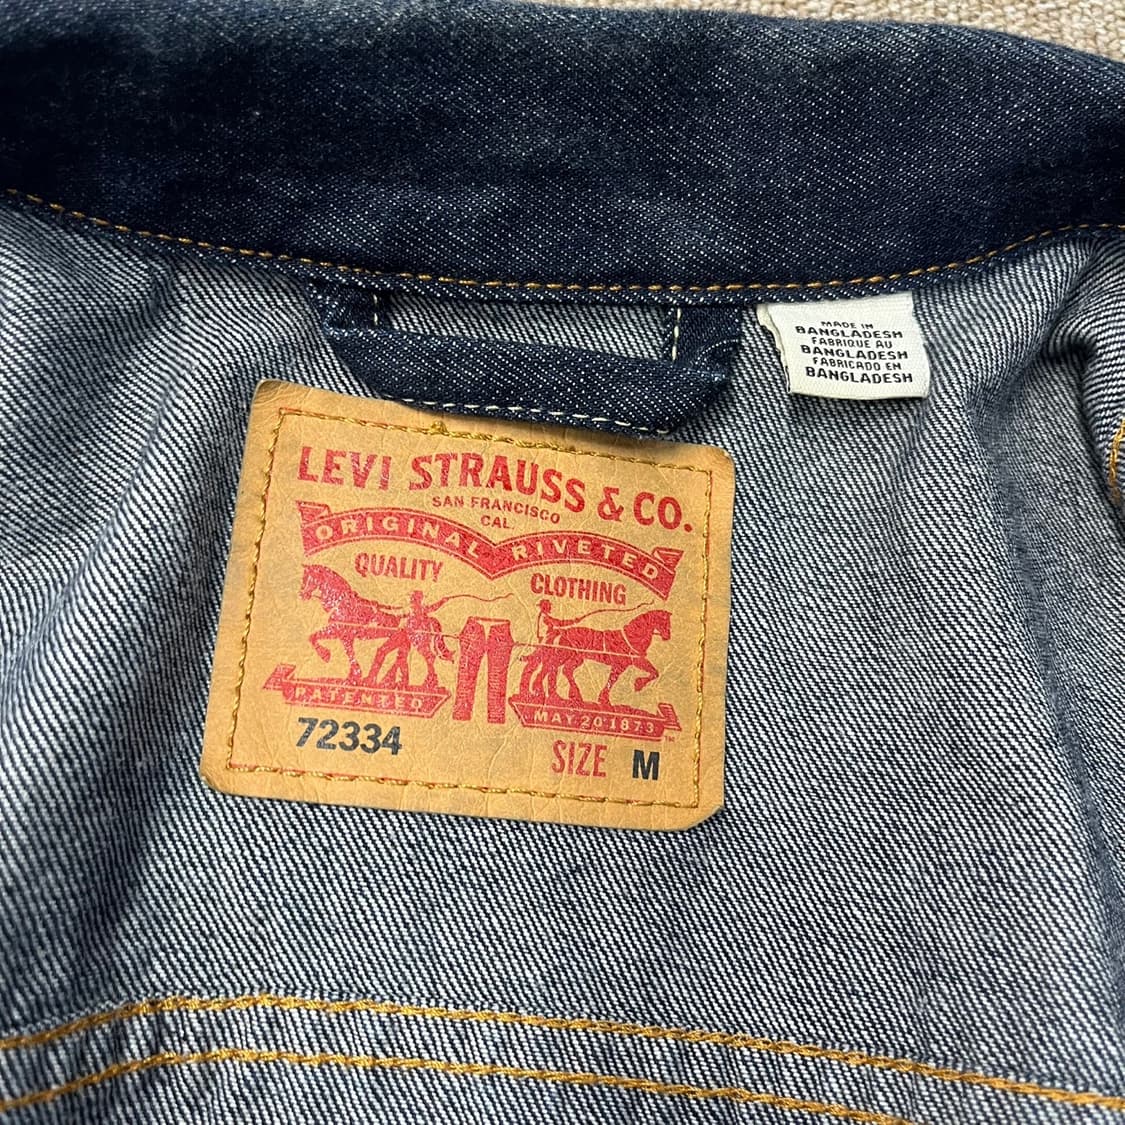 MADE IN
BANGLADESH
FABRIQUE AU
BANGLADESH
FABRICADO EN
BANGLADESH
LEVI STRAUSS & CO.
SAN FRANCISCO
CAL
ORIGINAL RIVETED
QUALITY CLOTHING
PATENTED MAY 20 1873
™
72334 SIZE M